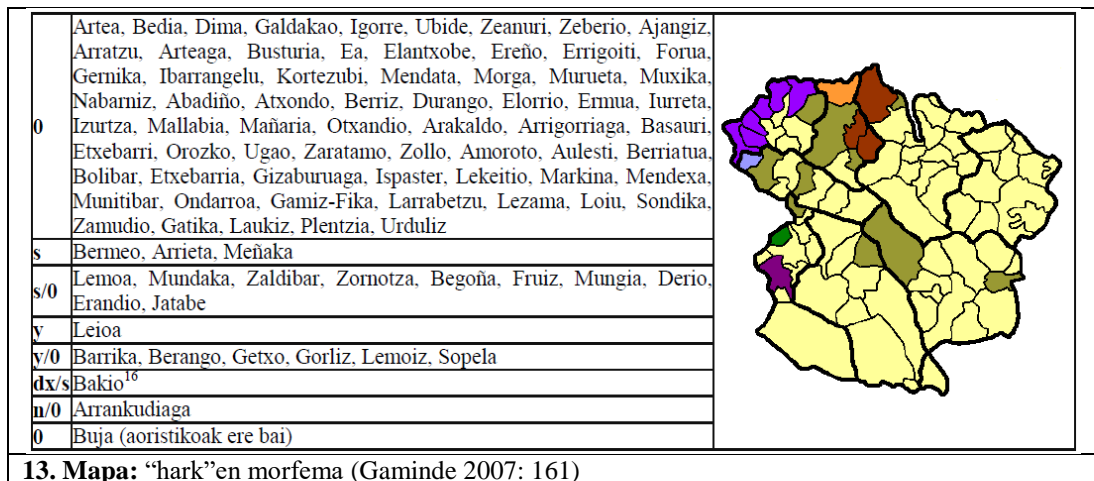 Artea, Bedia, Dima, Galdakao, Igorre, Ubide, Zeanuri, Zeberio, Ajangiz,
Arratzu, Arteaga, Busturia, Ea, Elantxobe, Ereño, Errigoiti, Forua,
Gernika, Ibarrangelu, Kortezubi, Mendata, Morga, Murueta, Muxika,
Nabarniz, Abadiño, Atxondo, Berriz, Durango, Elorrio, Ermua, Iurreta,
0 Izurtza, Mallabia, Mañaria, Otxandio, Arakaldo, Arrigorriaga, Basauri,
Etxebarri, Orozko, Ugao, Zaratamo, Zollo, Amoroto, Aulesti, Berriatua,
Bolibar, Etxebarria, Gizaburuaga, Ispaster, Lekeitio, Markina, Mendexa,
Munitibar, Ondarroa, Gamiz-Fika, Larrabetzu, Lezama, Loiu, Sondika,
Zamudio, Gatika, Laukiz, Plentzia, Urduliz
s Bermeo, Arrieta, Meñaka
s/0 Lemoa, Mundaka, Zaldibar, Zornotza, Begoña, Fruiz, Mungia, Derio,
Erandio, Jatabe
y Leioa
y/0 Barrika, Berango, Getxo, Gorliz, Lemoiz, Sopela
dx/s Bakio16
n/0 Arrankudiaga
0 Buja (aoristikoak ere bai)
13. Mapa: “hark”en morfema (Gaminde 2007: 161)